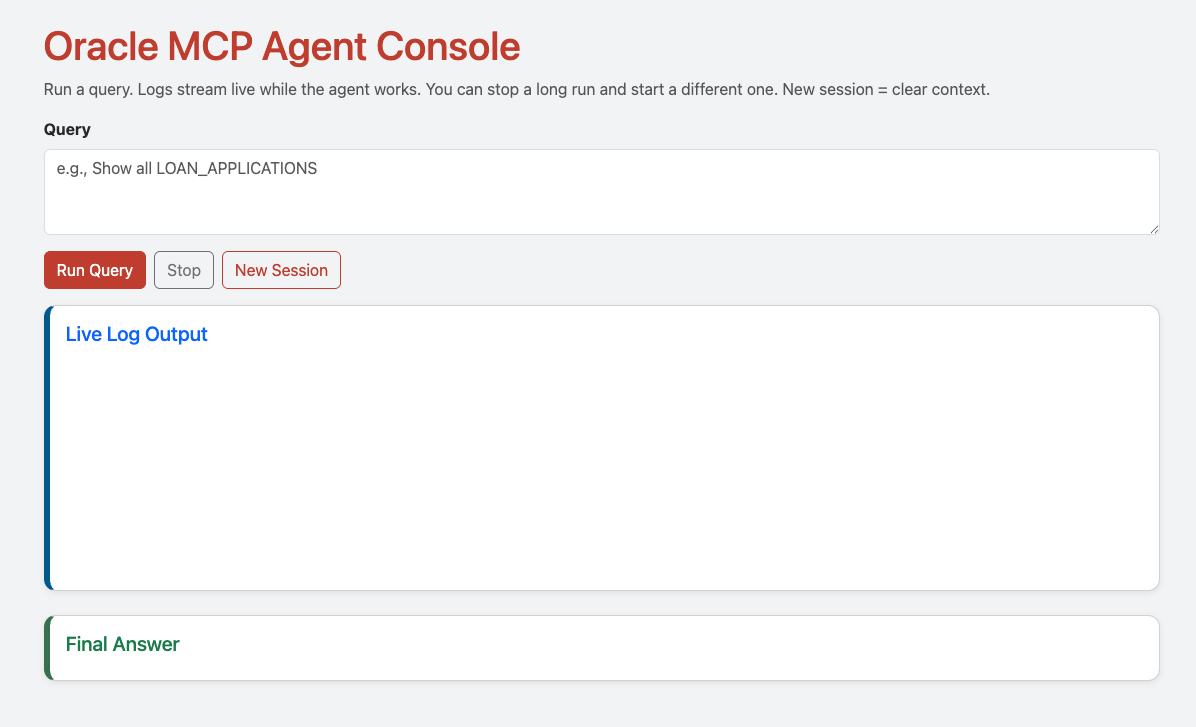 Oracle MCP Agent Console
Run a query. Logs stream live while the agent works. You can stop a long run and start a different one. New session = clear context.
Query
e.g., Show all LOAN_APPLICATIONS
Run Query
Stop
New Session
Live Log Output
Final Answer